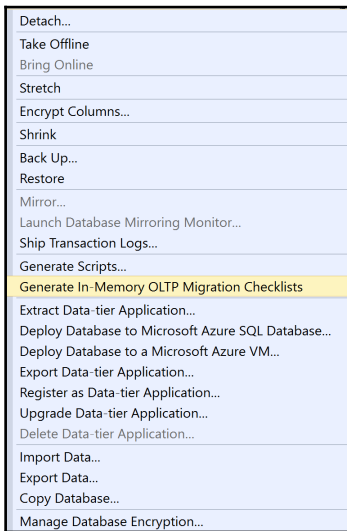 Detach...
Take Offline
Bring Online
Stretch
Encrypt Columns...
Shrink
Back Up...
Restore
Mirror...
Launch Database Mirroring Monitor...
Ship Transaction Logs...
Generate Scripts...
Generate In-Memory OLTP Migration Checklists
Extract Data-tier Application...
Deploy Database to Microsoft Azure SQL Database...
Deploy Database to a Microsoft Azure VM...
Export Data-tier Application...
Register as Data-tier Application...
Upgrade Data-tier Application...
Delete Data-tier Application...
Import Data...
Export Data...
Copy Database...
Manage Database Encryption...